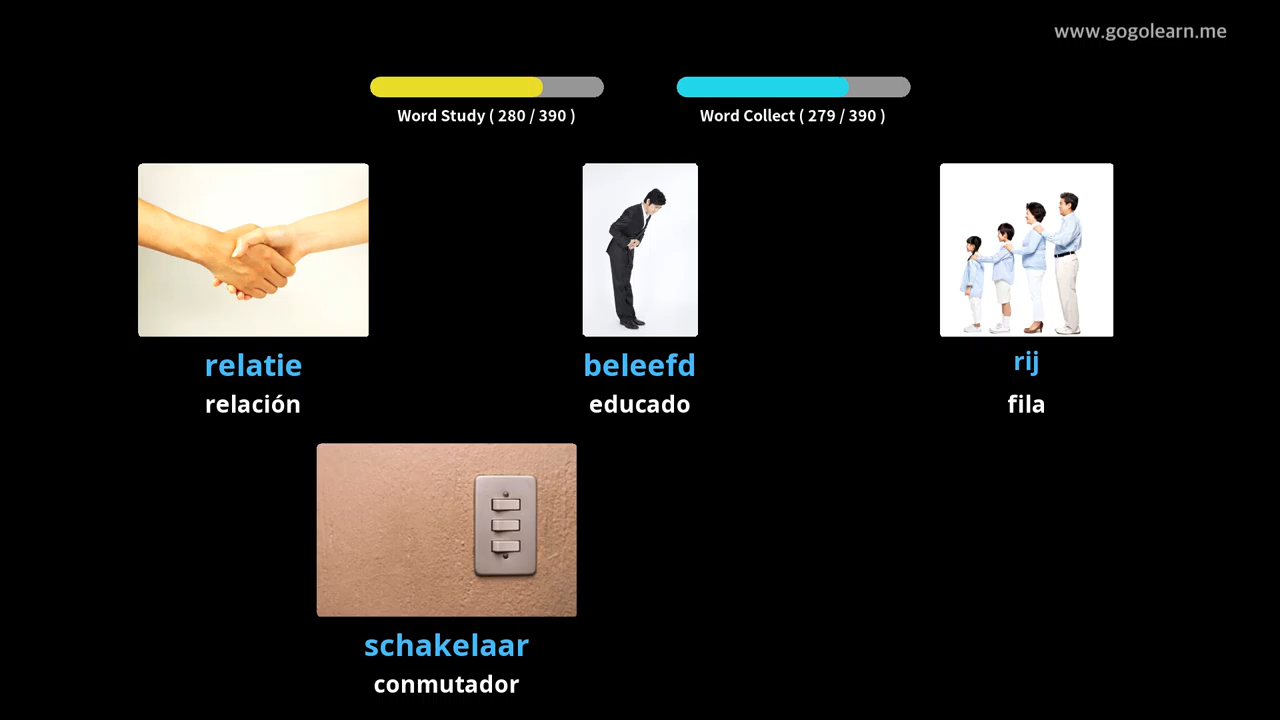 www.gogolearn.me
Word Study ( 280 / 390 )
Word Collect ( 279 / 390 )
relatie
relación
beleefd
educado
rij
fila
schakelaar
conmutador